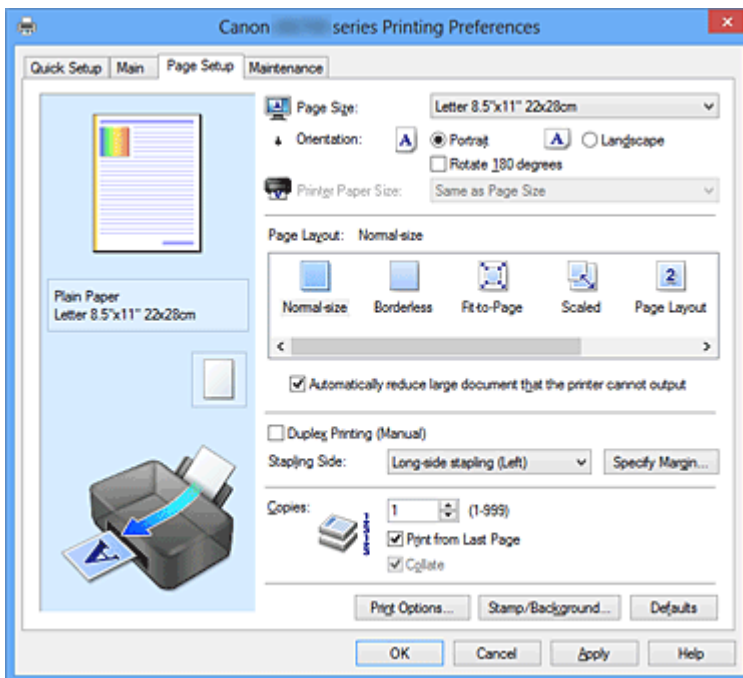 Canon series Printing Preferences
Quick Setup Main Page Setup Maintenance
Page Size: Letter 8.5"x11" 22x28cm
Orientation: A Portrait A Landscape
Rotate 180 degrees
Printer Paper Size: Same as Page Size
Page Layout: Normal-size
2
Normal-size Borderless Fit-to-Page Scaled Page Layout
Plain Paper
Letter 8.5"x11" 22x28cm
Automatically reduce large document that the printer cannot output
Duplex Printing (Manual)
Stapling Side: Long-side stapling (Left) Specify Margin...
Copies: 1 (1-999)
Print from Last Page
Collate
A
Print Options... Stamp/Background... Defaults
OK Cancel Apply Help